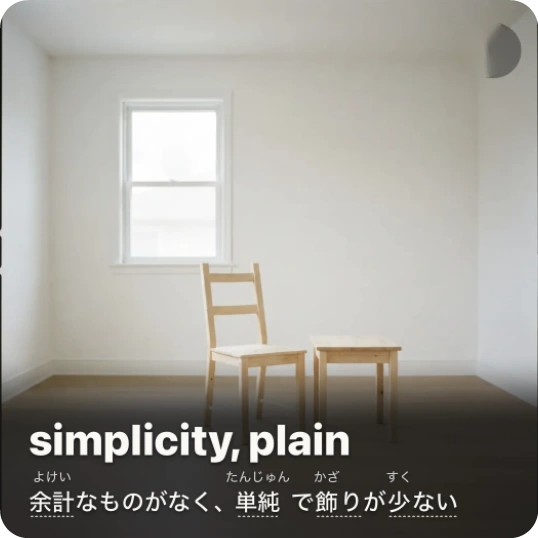 simplicity, plain
よけい たんじゅん かざ すく
余計なものがなく、単純 で飾りが少ない